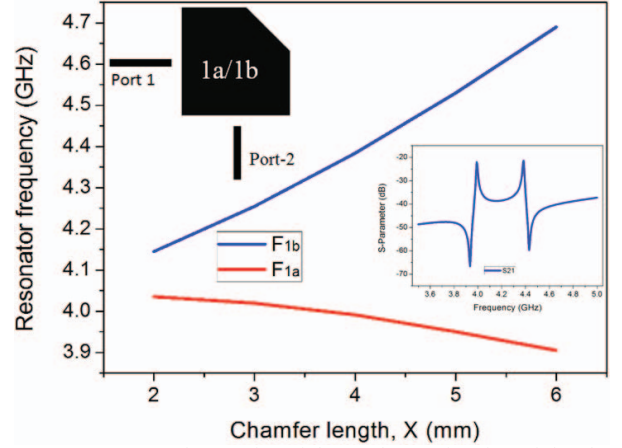 4.7
4.6
4.5
4.4
4.3
4.2
4.1
4.0
3.9
Resonator frequency (GHz)
1a/1b
Port 1
Port-2
F1b
F1a
-20
-30
-40
-50
-60
-70
S-Parameter (dB)
S21
3.6 3.8 4.0 4.2 4.4 4.6 4.8 5.0
Frequency (GHz)
2 3 4 5 6
Chamfer length, X (mm)